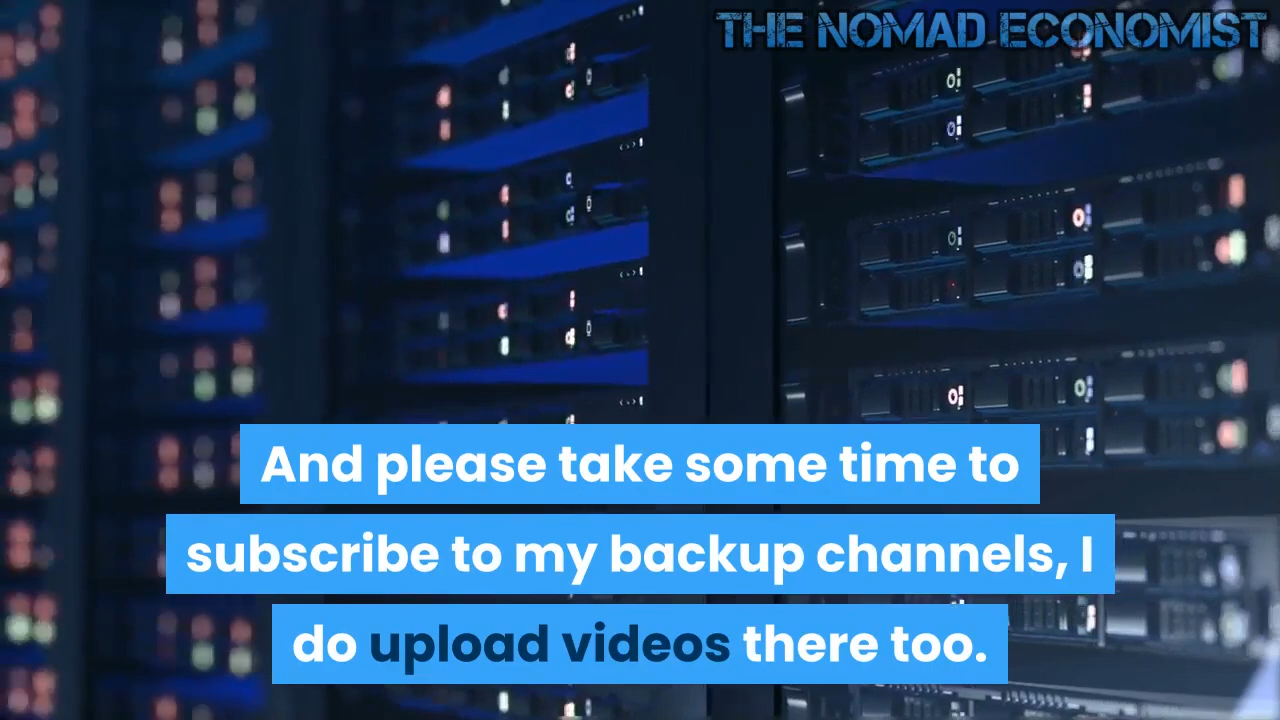 THE NOMAD ECONOMIST
And please take some time to
subscribe to my backup channels, I
do upload videos there too.